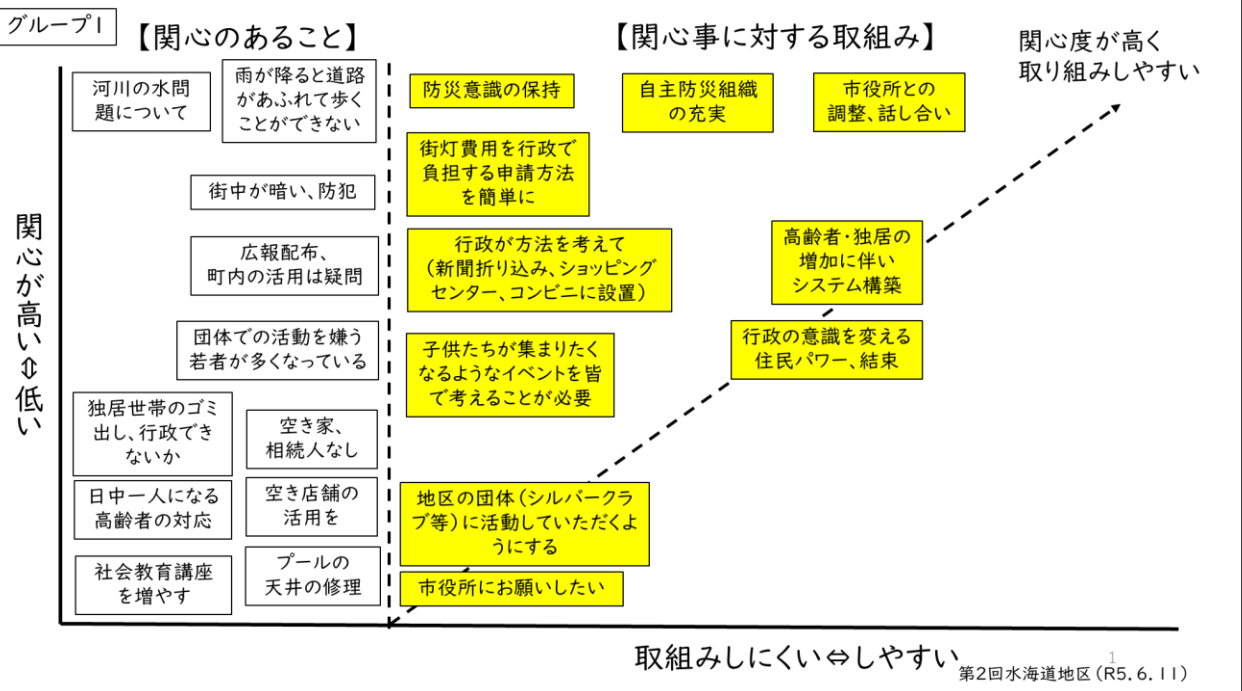 グループ1
【関心のあること】
【関心事に対する取組み】
関心度が高く
取り組みしやすい
河川の水問
題について
雨が降ると道路
があふれて歩く
ことができない
防災意識の保持
自主防災組織
の充実
市役所との
調整、話し合い
街中が暗い、防犯
街灯費用を行政で
負担する申請方法
を簡単に
広報配布、
町内の活用は疑問
行政が方法を考えて
(新聞折り込み、ショッピング
センター、コンビニに設置)
高齢者・独居の
増加に伴い
システム構築
団体での活動を嫌う
若者が多くなっている
子供たちが集まりたく
なるようなイベントを皆
で考えることが必要
行政の意識を変える
住民パワー、結束
独居世帯のゴミ
出し、行政でき
ないか
空き家、
相続人なし
日中一人になる
高齢者の対応
空き店舗の
活用を
地区の団体(シルバークラ
ブ等)に活動していただくよ
うにする
社会教育講座
を増やす
プールの
天井の修理
市役所にお願いしたい
関心が高い⇔低い
取組みしにくい⇔しやすい
1
第2回水海道地区(R5.6.11)